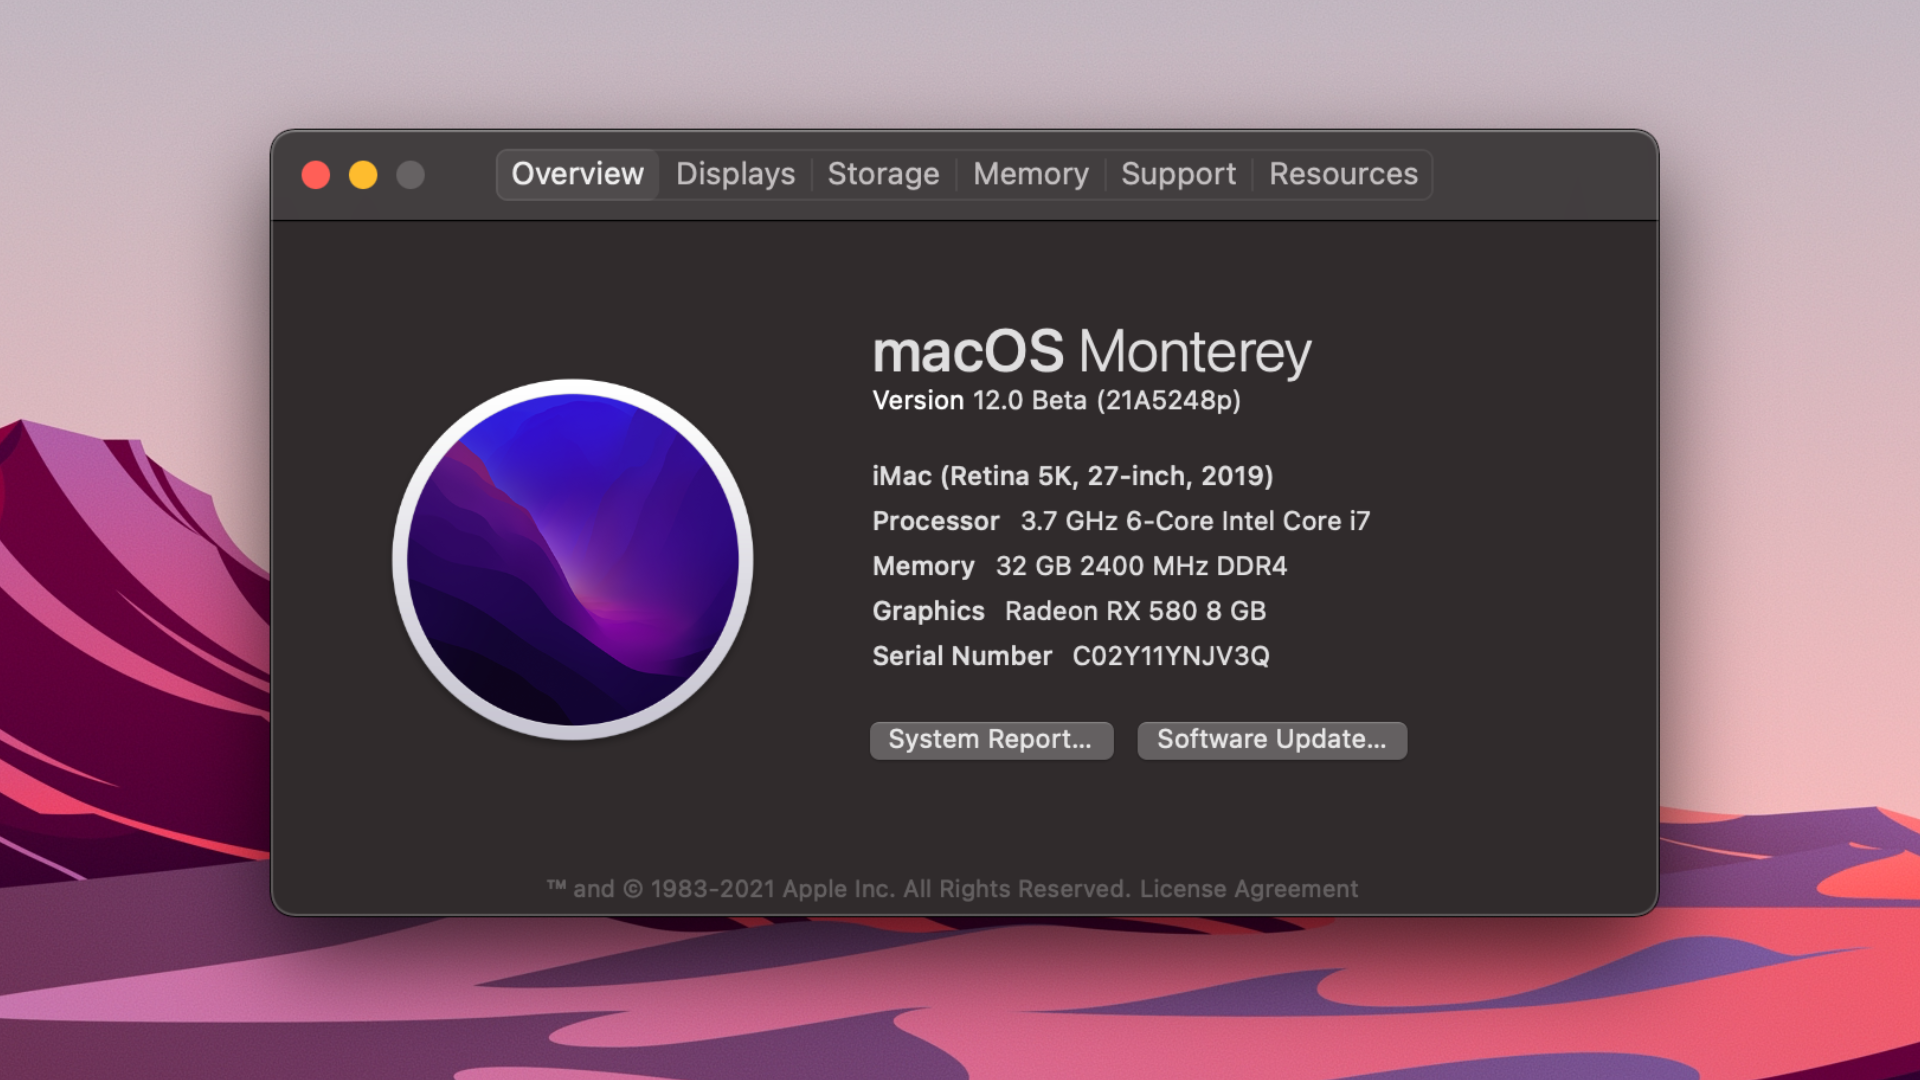 Overview Displays Storage Memory Support Resources
macOS Monterey
Version 12.0 Beta (21A5248p)
iMac (Retina 5K, 27-inch, 2019)
Processor 3.7 GHz 6-Core Intel Core i7
Memory 32 GB 2400 MHz DDR4
Graphics Radeon RX 580 8 GB
Serial Number C02Y11YNJV3Q
System Report... Software Update...
™ and © 1983-2021 Apple Inc. All Rights Reserved. License Agreement